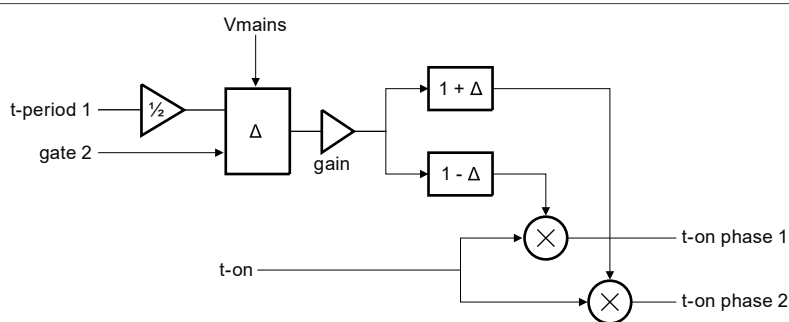 Vmains
t-period 1
½
1 + Δ
Δ
gate 2
gain
1 - Δ
t-on phase 1
t-on
t-on phase 2